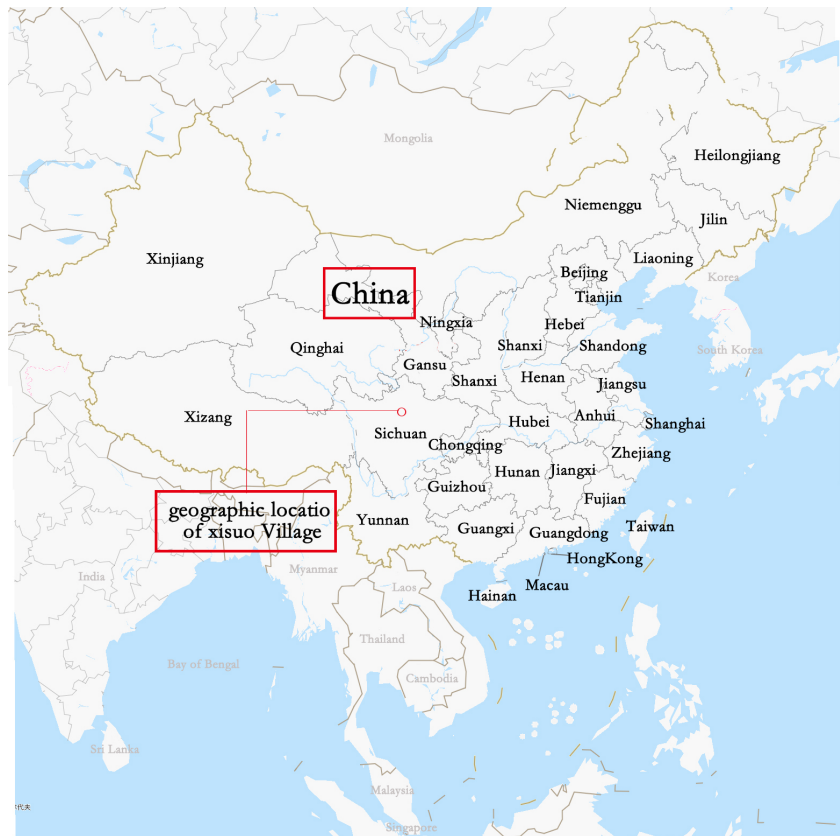 Mongolia
Heilongjiang
Niemenggu
Jilin
Xinjiang
Liaoning
Beijing
Korea
China
Tianjin
Ningxia
Hebei
Qinghai
Shanxi
Shandong
South Korea
Gansu
Shanxi
Henan
Jiangsu
Xizang
Sichuan
Hubei
Anhui
Shanghai
Chongqing
Zhejiang
Hunan
Jiangxi
Guizhou
Fujian
geographic locatio
of xisuo Village
Yunnan
Guangxi
Guangdong
Taiwan
HongKong
Myanmar
India
Laos
Macau
Hainan
Thailand
Bay of Bengal
Cambodia
Sri Lanka
Malaysia
代夫
Singapore